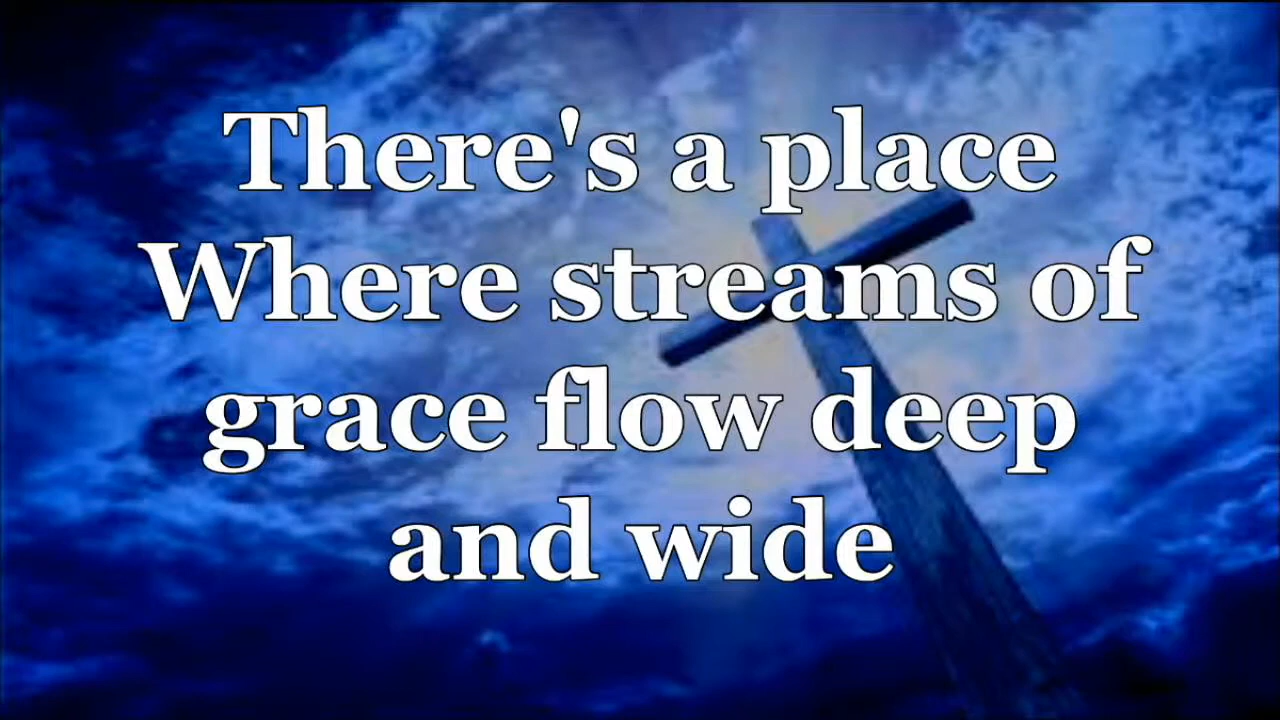 There's a place
Where streams of
grace flow deep
and wide